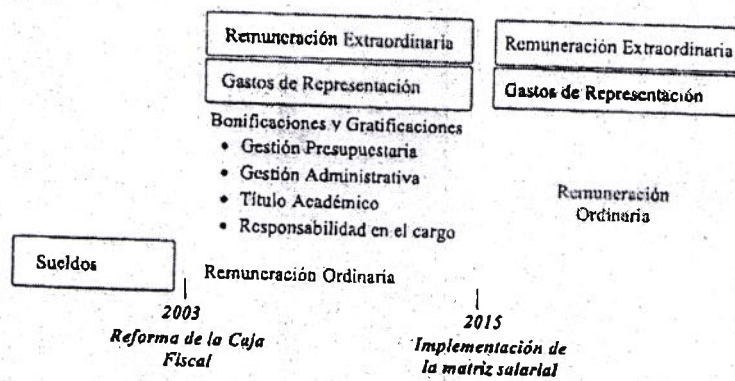 Remuneración Extraordinaria
Gastos de Representación
Bonificaciones y Gratificaciones
• Gestión Presupuestaria
• Gestión Administrativa
• Título Académico
• Responsabilidad en el cargo
Remuneración Ordinaria
Remuneración Extraordinaria
Gastos de Representación
Remuneración
Ordinaria
Sueldos
2003
Reforma de la Caja
Fiscal
2015
Implementación de
la matriz salarial